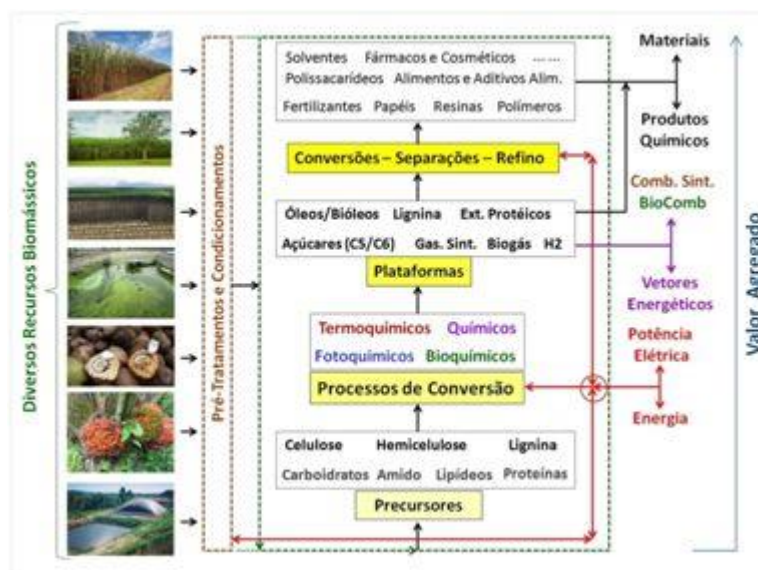 Diversos Recursos Biomássicos
Pré-Tratamentos e Condicionamentos
Solventes Fármacos e Cosméticos ... ...
Polissacarídeos Alimentos e Aditivos Alim.
Fertilizantes Papéis Resinas Polímeros
Conversões – Separações – Refino
Óleos/Bióleos Lignina Ext. Protéicos
Açúcares (C5/C6) Gas. Sint. Biogás H2
Plataformas
Termoquímicos Químicos
Fotoquímicos Bioquímicos
Processos de Conversão
Celulose Hemicelulose Lignina
Carboidratos Amido Lipídeos Proteínas
Precursores
Materiais
Produtos
Químicos
Comb. Sint.
BioComb
Vetores
Energéticos
Potência
Elétrica
Energia
Valor Agregado